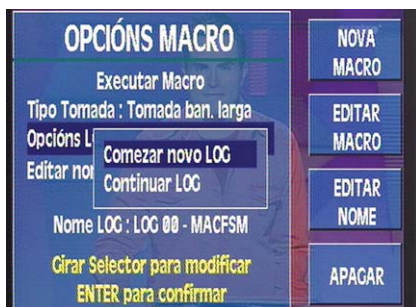 OPCIÓNS MACRO
Executar Macro
Tipo Tomada : Tomada ban. larga
Opcións
Comezar novo LOG
Continuar LOG
Editar
Nome LOG : LOG 00 - MACFSM
Girar Selector para modificar
ENTER para confirmar
NOVA
MACRO
EDITAR
MACRO
EDITAR
NOME
APAGAR